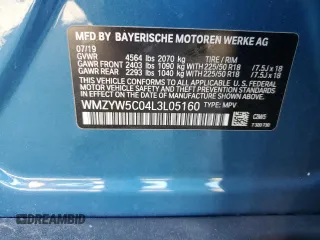 MFD BY BAYERISCHE MOTOREN WERKE AG
07/19
GVWR 4564 lbs 2070 kg TIRE / RIM
GAWR FRONT 2403 lbs 1090 kg 225/50 R18 / 7.5J x 18
GAWR REAR 2293 lbs 1040 kg 225/50 R18 / 7.5J x 18
THIS VEHICLE CONFORMS TO ALL APPLICABLE FEDERAL MOTOR VEHICLE SAFETY, BUMPER AND THEFT PREVENTION STANDARDS IN EFFECT ON THE DATE OF MANUFACTURE SHOWN ABOVE
WMZYW5C04L3L05160 TYPE: MPV
DREAMBID